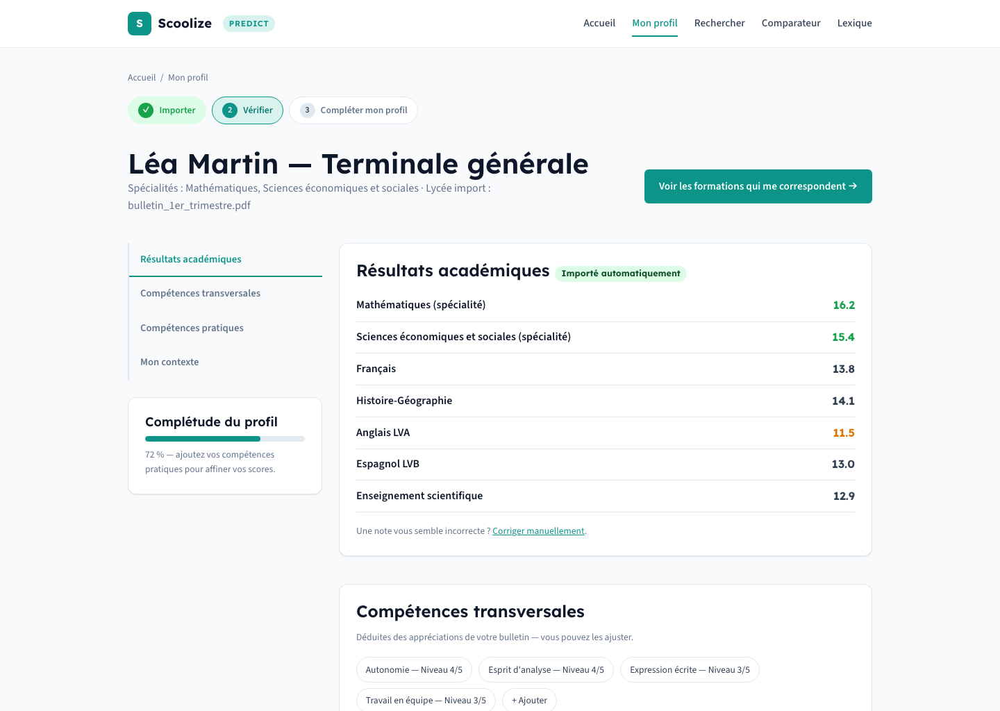 S Scoolize PREDICT
Accueil Mon profil Rechercher Comparateur Lexique
Accueil / Mon profil
Importer 2 Vérifier 3 Compléter mon profil
Léa Martin — Terminale générale
Spécialités : Mathématiques, Sciences économiques et sociales · Lycée import :
bulletin_1er_trimestre.pdf
Voir les formations qui me correspondent →
Résultats académiques
Compétences transversales
Compétences pratiques
Mon contexte
Complétude du profil
72 % — ajoutez vos compétences
pratiques pour affiner vos scores.
Résultats académiques Importé automatiquement
Mathématiques (spécialité) 16.2
Sciences économiques et sociales (spécialité) 15.4
Français 13.8
Histoire-Géographie 14.1
Anglais LVA 11.5
Espagnol LVB 13.0
Enseignement scientifique 12.9
Une note vous semble incorrecte ? Corriger manuellement.
Compétences transversales
Déduites des appréciations de votre bulletin — vous pouvez les ajuster.
Autonomie — Niveau 4/5 Esprit d'analyse — Niveau 4/5 Expression écrite — Niveau 3/5
Travail en équipe — Niveau 3/5 + Ajouter